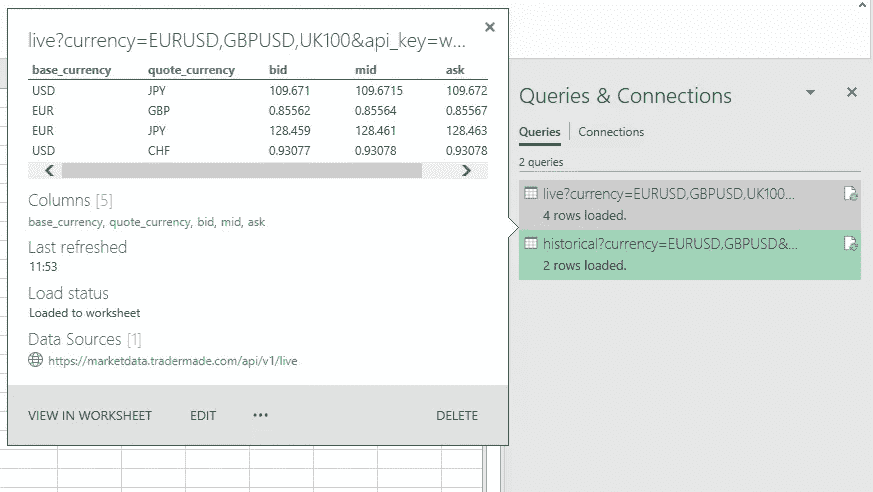 live?currency=EURUSD,GBPUSD,UK100&api_key=w...
base_currency quote_currency bid mid ask
USD JPY 109.671 109.6715 109.672
EUR GBP 0.85562 0.85564 0.85567
EUR JPY 128.459 128.461 128.463
USD CHF 0.93077 0.93078 0.93078
Columns [5]
base_currency, quote_currency, bid, mid, ask
Last refreshed
11:53
Load status
Loaded to worksheet
Data Sources [1]
https://marketdata.tradermade.com/api/v1/live
VIEW IN WORKSHEET EDIT ••• DELETE
Queries & Connections
Queries Connections
2 queries
live?currency=EURUSD,GBPUSD,UK100...
4 rows loaded.
historical?currency=EURUSD,GBPUSD&...
2 rows loaded.